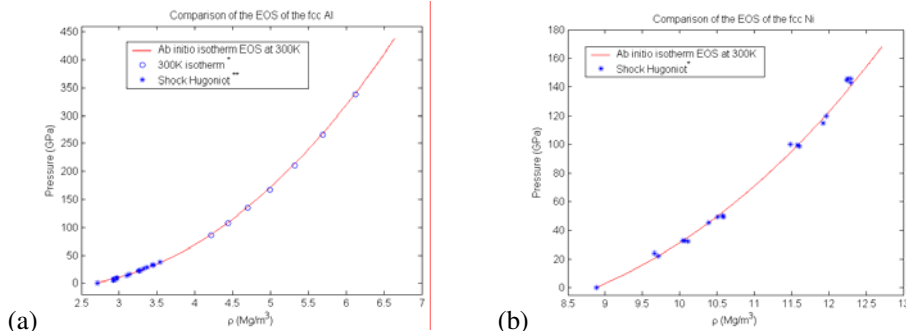 Comparison of the EOS of the fcc Al
450
400
350
300
250
200
150
100
50
0
Pressure (GPa)
Ab initio isotherm EOS at 300K
300K isotherm *
Shock Hugoniot **
2.5 3 3.5 4 4.5 5 5.5 6 6.5 7
ρ (Mg/m³)
(a)
Comparison of the EOS of the fcc Ni
180
160
140
120
100
80
60
40
20
0
Pressure (GPa)
Ab initio isotherm EOS at 300K
Shock Hugoniot *
8.5 9 9.5 10 10.5 11 11.5 12 12.5 13
ρ (Mg/m³)
(b)